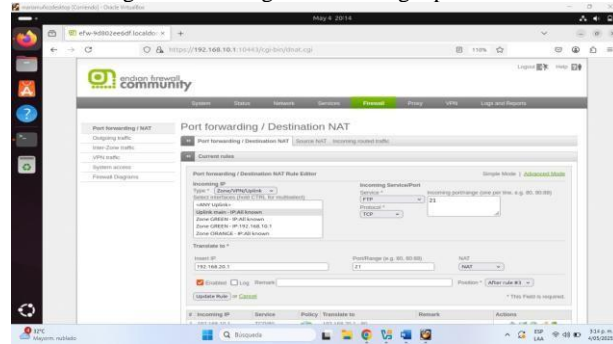 May 4 20:14
efw-9d802ee6df.localdo
https://192.168.10.1:10443/cgi-bin/dnat.cgi
110%
Logout Help
endian firewall
community
System Status Network Services Firewall Proxy VPN Logs and Reports
Port forwarding / NAT
Outgoing traffic
Inter-Zone traffic
VPN traffic
System access
Firewall Diagrams
Port forwarding / Destination NAT
Port forwarding / Destination NAT Source NAT Incoming routed traffic
Current rules
Port forwarding / Destination NAT Rule Editor
Simple Mode | Advanced Mode
Incoming IP
Type * Zone/VPN/Uplink
Select interfaces (hold CTRL for multiselect)
<ANY Uplink>
Uplink main - IP:All known
Zone GREEN - IP:All known
Zone GREEN - IP:192.168.10.1
Zone ORANGE - IP:All known
Incoming Service/Port
Service * FTP
Protocol * TCP
Incoming port/range (one per line, e.g. 80, 80:88)
21
Translate to *
Insert IP
192.168.20.1
Port/Range (e.g. 80, 80:88)
21
NAT
NAT
Enabled Log Remark
Position * After rule #3
Update Rule or Cancel
* This Field is required.
# Incoming IP Service Policy Translate to Remark Actions
32°C
Mayorm. nublado
Búsqueda
ESP
LAA
3:14 p. m.